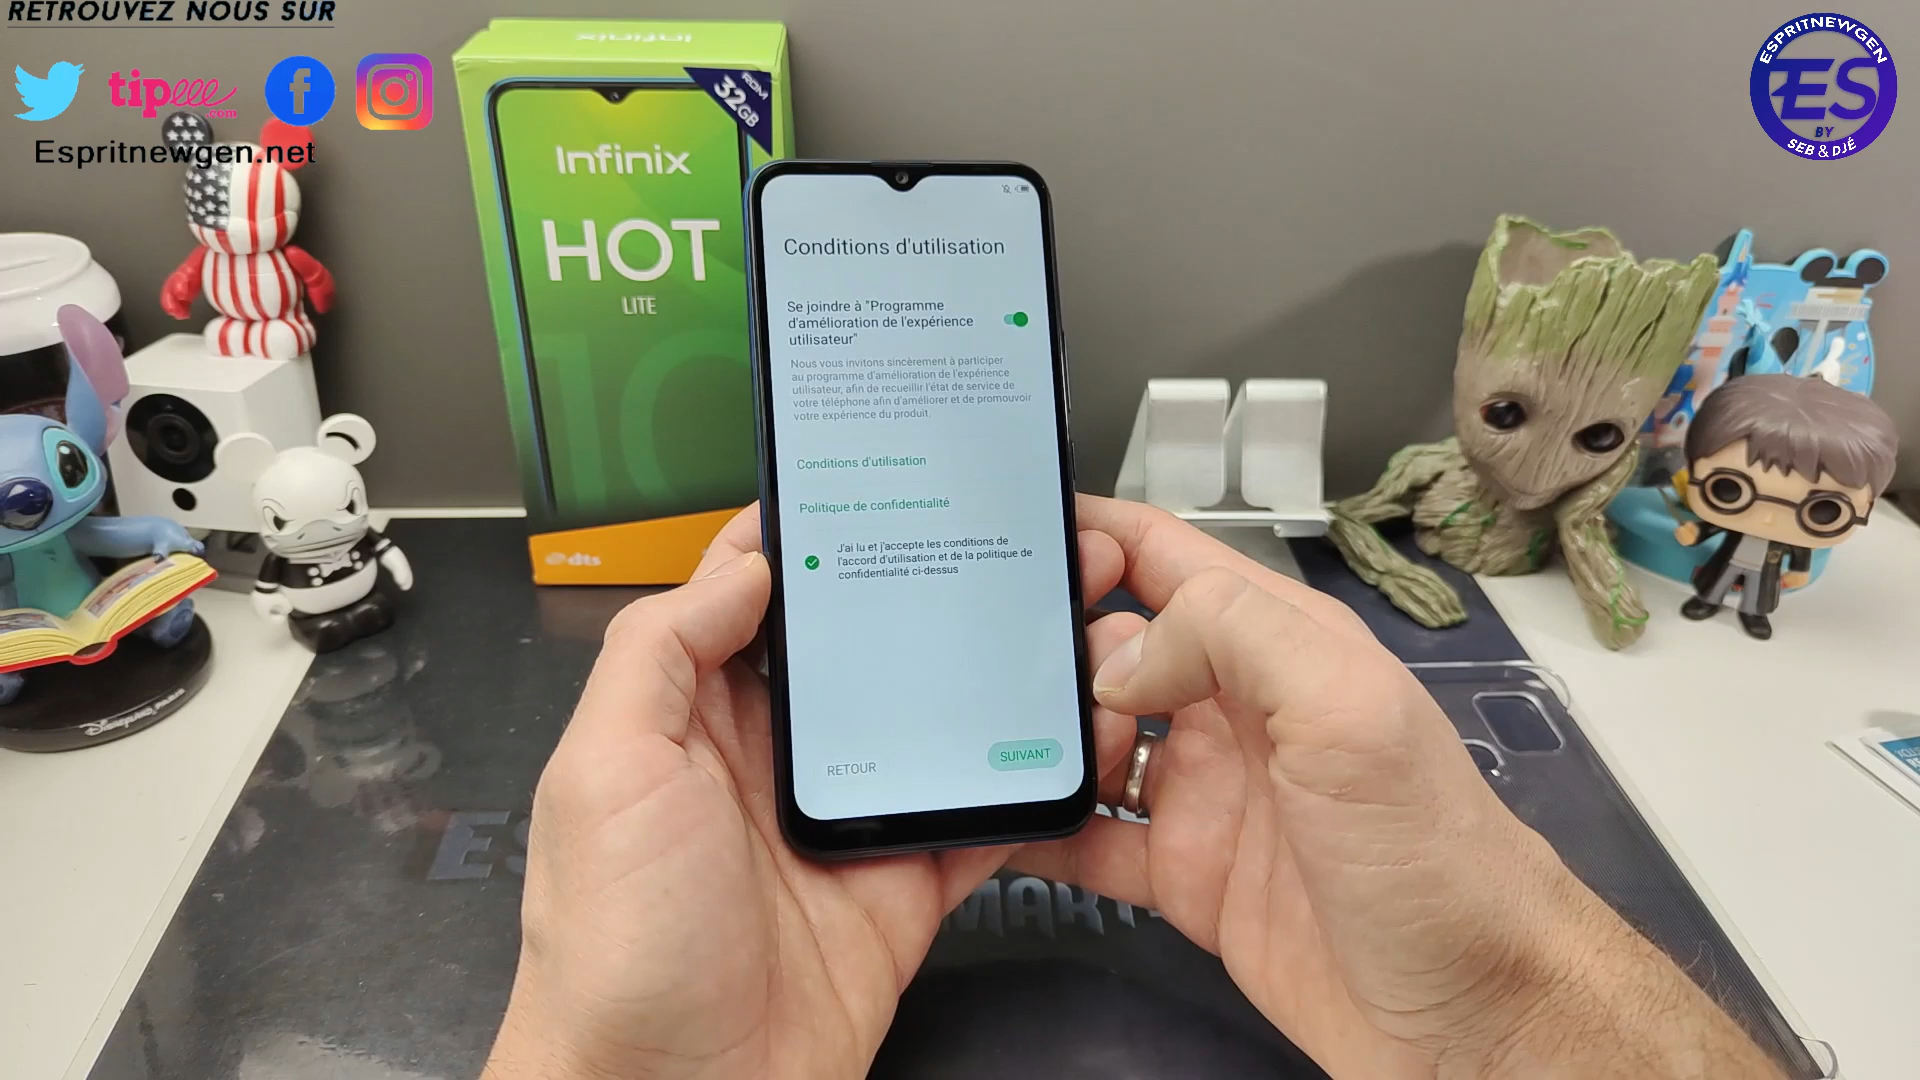 RETROUVEZ NOUS SUR
tipeee
.com
Espritnewgen.net
ESPRITNEWGEN
ES
BY
SEB & DJÉ
Infinix
ROM
32GB
Infinix
HOT
LITE
10
dts
Conditions d'utilisation
Se joindre à "Programme
d'amélioration de l'expérience
utilisateur"
Nous vous invitons sincèrement à participer
au programme d'amélioration de l'expérience
utilisateur, afin de recueillir l'état de service de
votre téléphone afin d'améliorer et de promouvoir
votre expérience du produit.
Conditions d'utilisation
Politique de confidentialité
J'ai lu et j'accepte les conditions de
l'accord d'utilisation et de la politique de
confidentialité ci-dessus
RETOUR
SUIVANT
Disney
ES